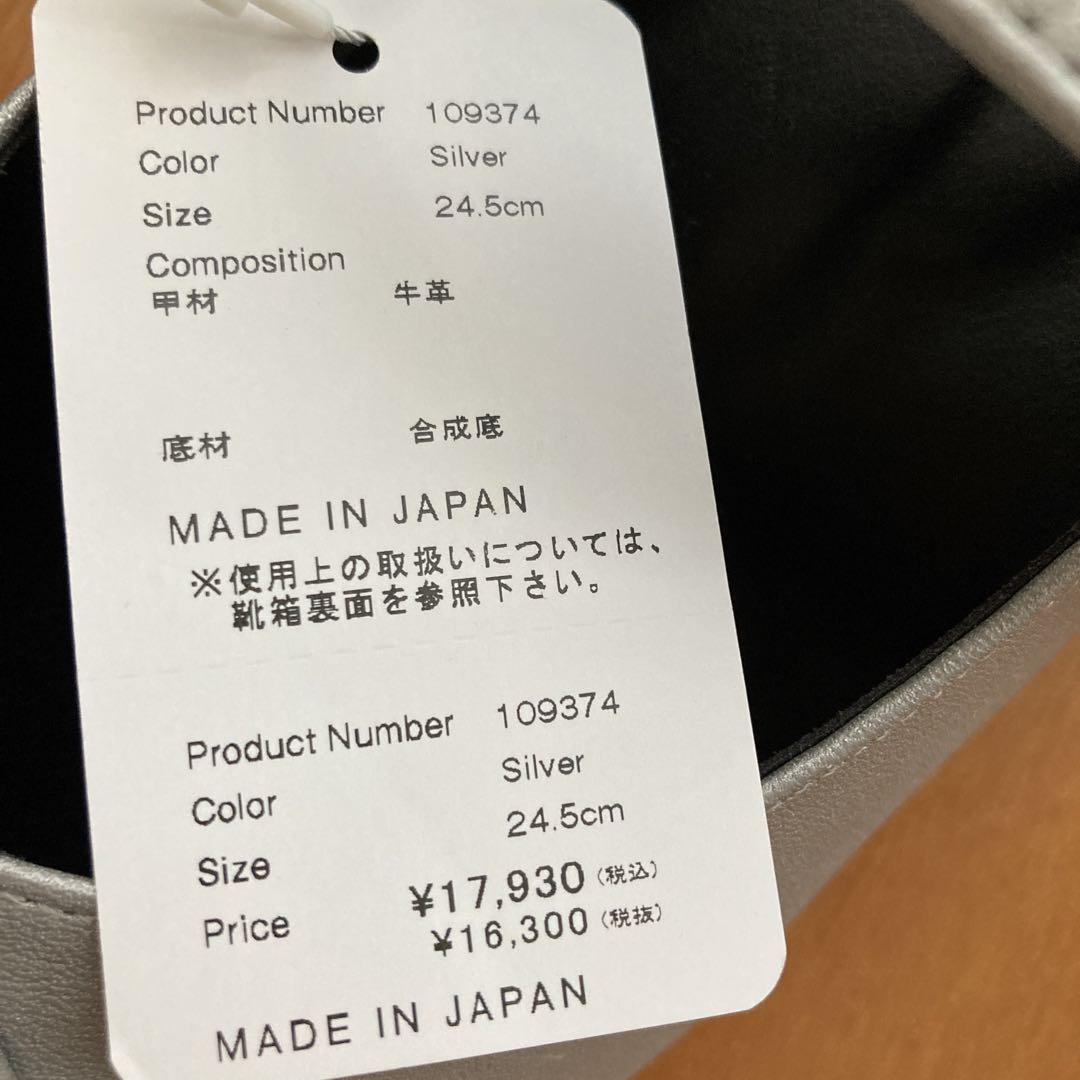 Product Number 109374
Color Silver
Size 24.5cm
Composition
甲材 牛革
底材 合成底
MADE IN JAPAN
※使用上の取扱いについては、
靴箱裏面を参照下さい。
Product Number 109374
Color Silver
Size 24.5cm
Price ¥17,930(税込)
¥16,300(税抜)
MADE IN JAPAN